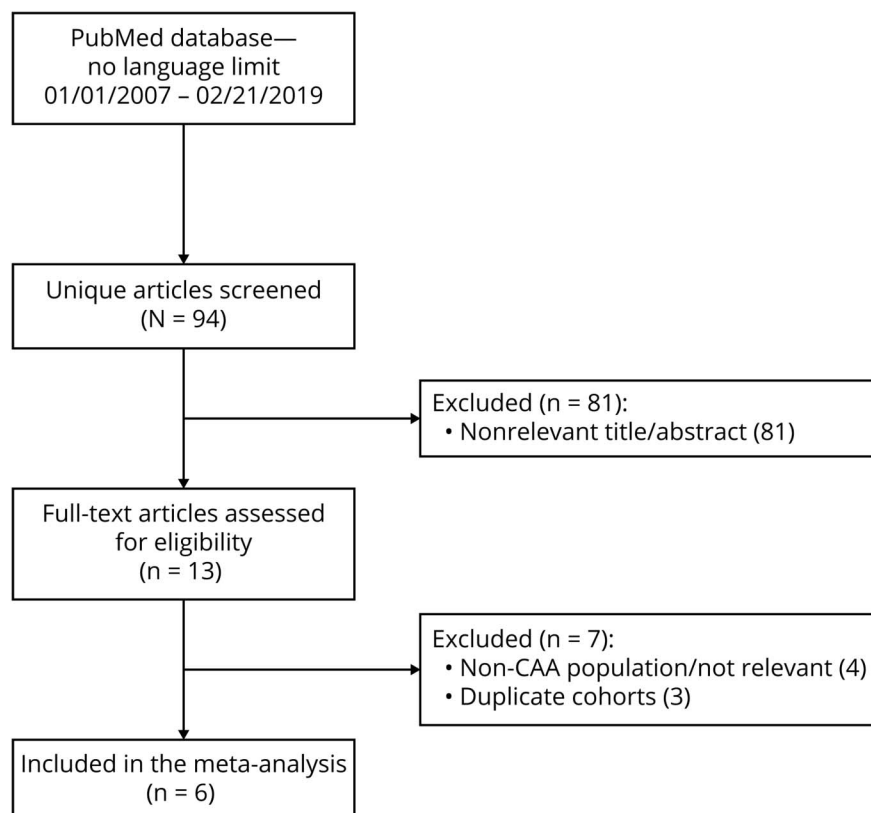 PubMed database—
no language limit
01/01/2007 – 02/21/2019
Unique articles screened
(N = 94)
Excluded (n = 81):
• Nonrelevant title/abstract (81)
Full-text articles assessed
for eligibility
(n = 13)
Excluded (n = 7):
• Non-CAA population/not relevant (4)
• Duplicate cohorts (3)
Included in the meta-analysis
(n = 6)